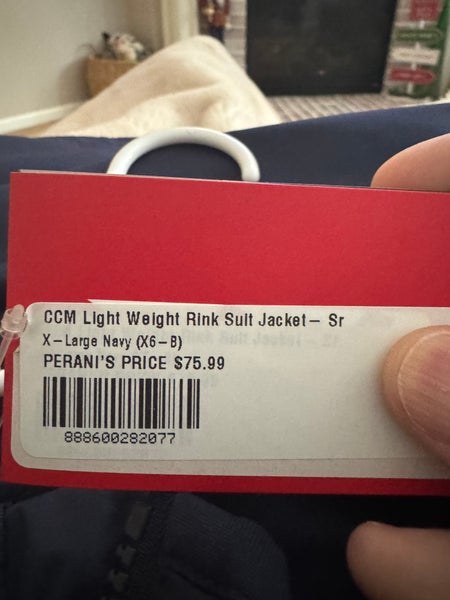 CCM Light Weight Rink Suit Jacket– Sr
X–Large Navy (X6–B)
PERANI'S PRICE $75.99
888600282077